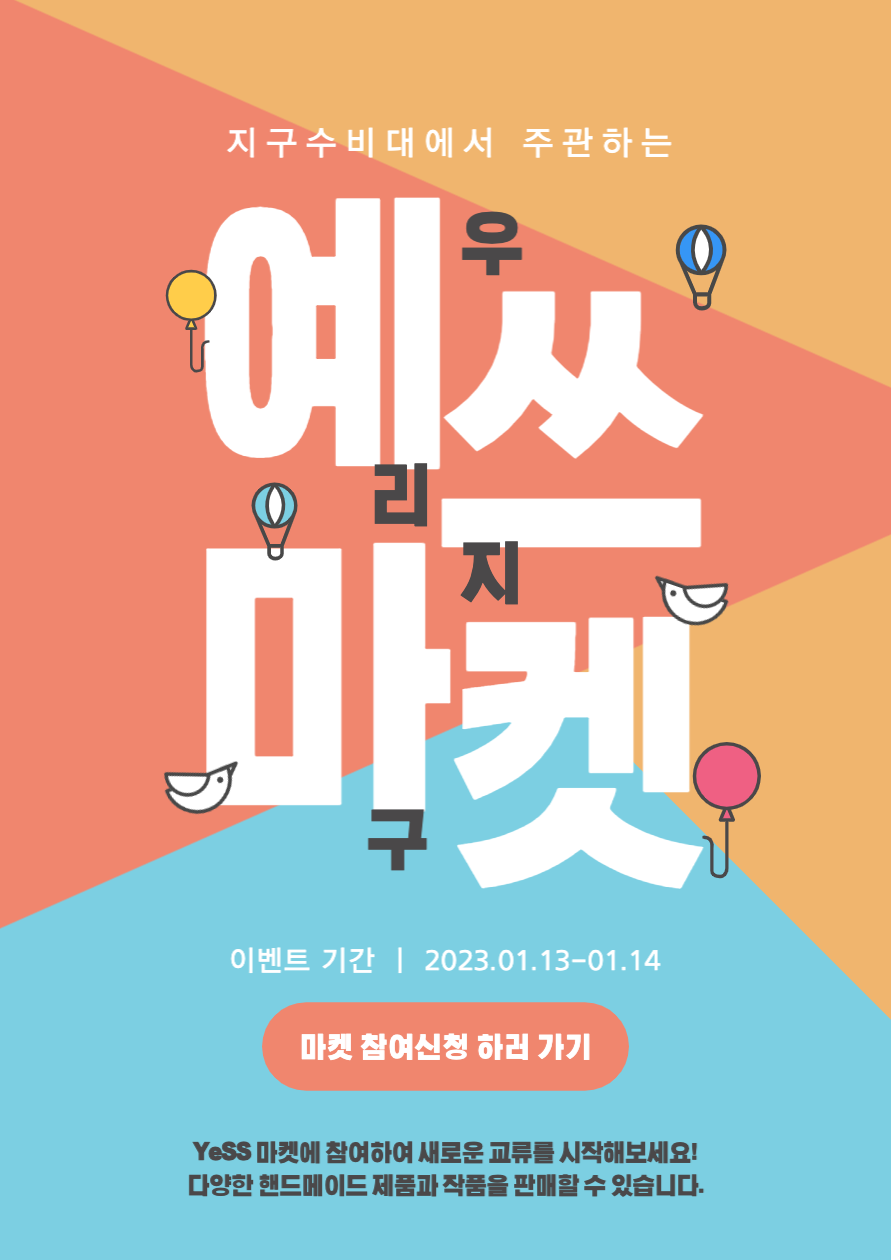 지구수비대에서 주관하는
예쓰
마켓
우리지구
이벤트 기간 | 2023.01.13-01.14
마켓 참여신청 하러 가기
YeSS 마켓에 참여하여 새로운 교류를 시작해보세요!
다양한 핸드메이드 제품과 작품을 판매할 수 있습니다.